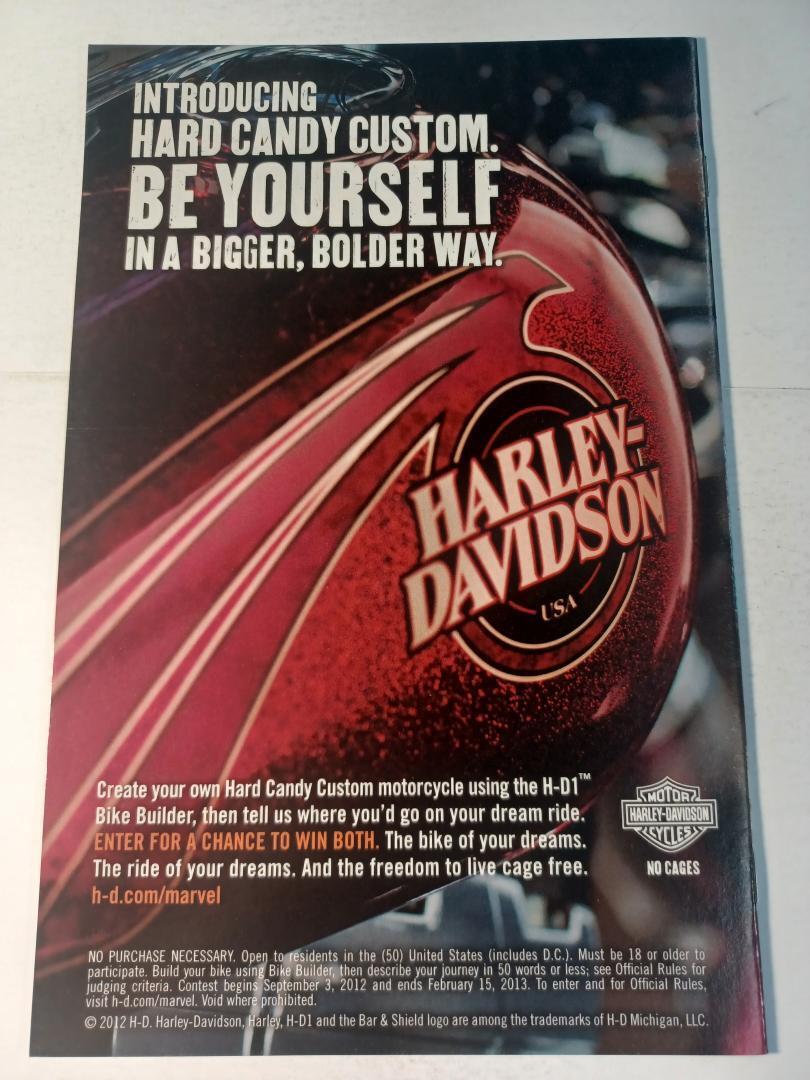 INTRODUCING
HARD CANDY CUSTOM.
BE YOURSELF
IN A BIGGER, BOLDER WAY.
HARLEY-
DAVIDSON
USA
Create your own Hard Candy Custom motorcycle using the H-D1™
Bike Builder, then tell us where you'd go on your dream ride.
ENTER FOR A CHANCE TO WIN BOTH. The bike of your dreams.
The ride of your dreams. And the freedom to live cage free.
h-d.com/marvel
MOTOR
HARLEY-DAVIDSON
CYCLES
NO CAGES
NO PURCHASE NECESSARY. Open to residents in the (50) United States (includes D.C.). Must be 18 or older to
participate. Build your bike using Bike Builder, then describe your journey in 50 words or less; see Official Rules for
judging criteria. Contest begins September 3, 2012 and ends February 15, 2013. To enter and for Official Rules,
visit h-d.com/marvel. Void where prohibited.
© 2012 H-D. Harley-Davidson, Harley, H-D1 and the Bar & Shield logo are among the trademarks of H-D Michigan, LLC.